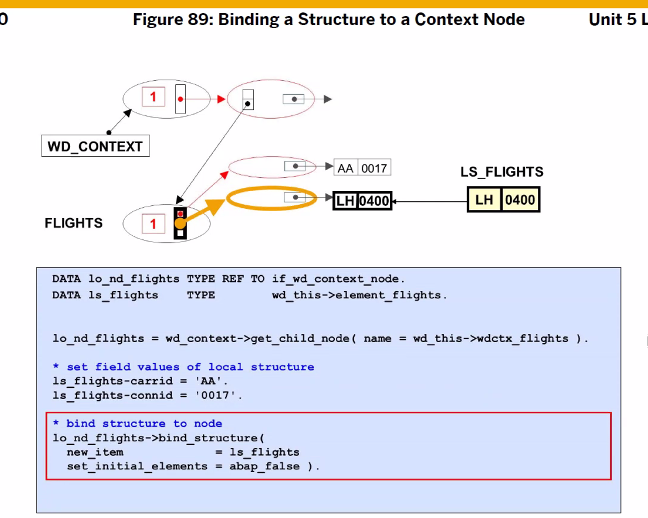 0
Figure 89: Binding a Structure to a Context Node
Unit 5 L
1
WD_CONTEXT
AA 0017
LS_FLIGHTS
LH 0400
LH 0400
FLIGHTS
1
DATA lo_nd_flights TYPE REF TO if_wd_context_node.
DATA ls_flights TYPE wd_this->element_flights.
lo_nd_flights = wd_context->get_child_node( name = wd_this->wdctx_flights ).
* set field values of local structure
ls_flights-carrid = 'AA'.
ls_flights-connid = '0017'.
* bind structure to node
lo_nd_flights->bind_structure(
new_item = ls_flights
set_initial_elements = abap_false ).